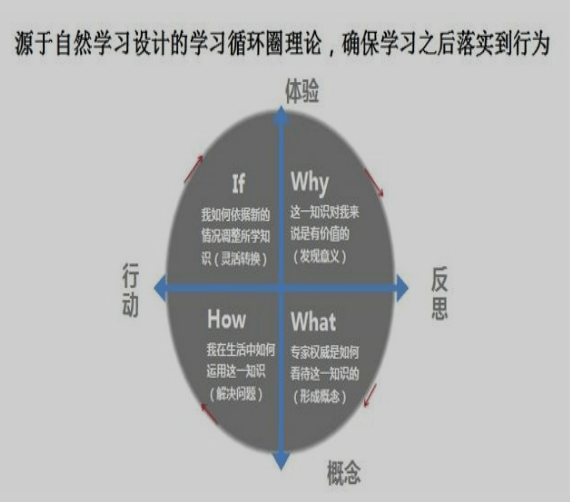 源于自然学习设计的学习循环圈理论，确保学习之后落实到行为
体验
If
我如何依据新的
情况调整所学知
识（灵活转换）
Why
这一知识对我来
说是有价值的
（发现意义）
行动
反思
How
我在生活中如何
运用这一知识
（解决问题）
What
专家权威是如何
看待这一知识的
（形成概念）
概念